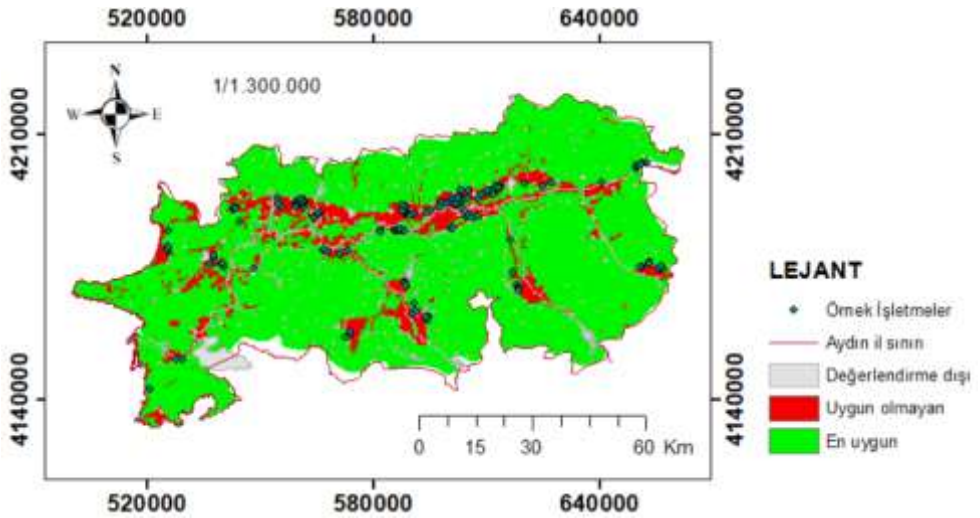 520000 580000 640000
N
W E
S
1/1.300.000
4210000 4210000
4140000 4140000
LEJANT
Örnek İşletmeler
Aydın il sınırı
Değerlendirme dışı
Uygun olmayan
En uygun
0 15 30 60 Km
520000 580000 640000